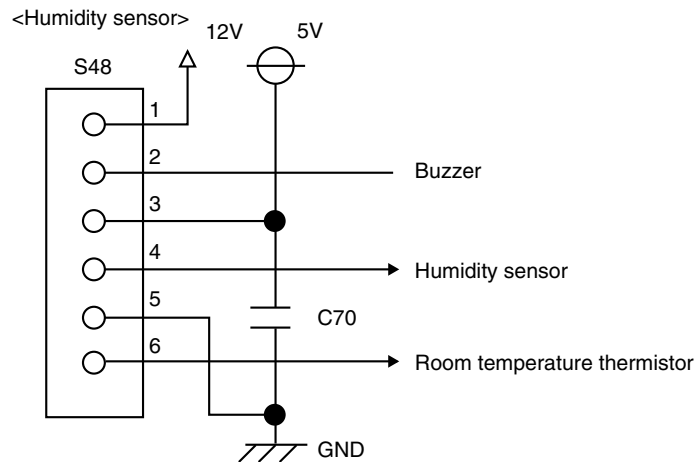 <Humidity sensor>
12V
5V
S48
1
2
Buzzer
3
4
Humidity sensor
5
C70
6
Room temperature thermistor
GND